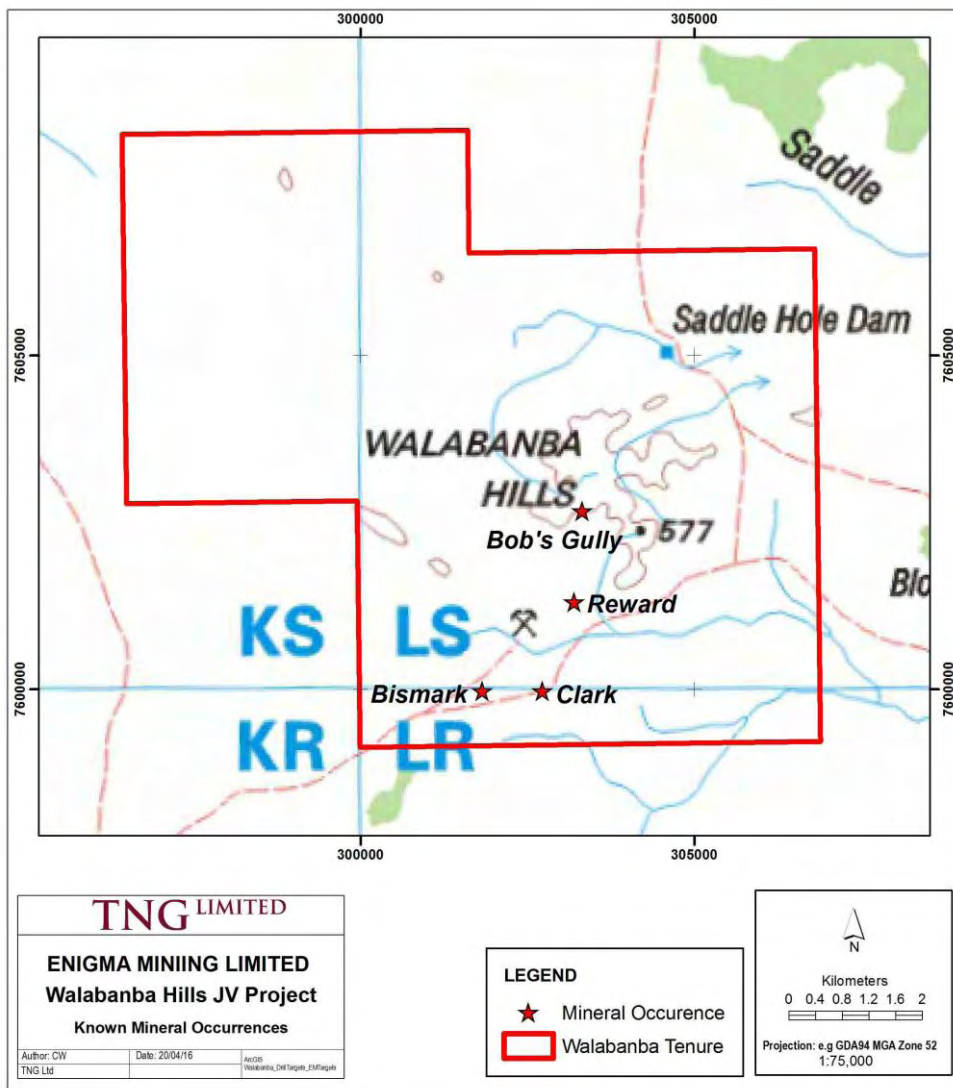 300000
305000
Saddle
7605000
Saddle Hole Dam
7605000
WALABANBA
HILLS
Bob's Gully
577
Reward
KS
LS
Bismark
Clark
7600000
7600000
KR
LR
300000
305000
TNG LIMITED
ENIGMA MINIING LIMITED
Walabanba Hills JV Project
Known Mineral Occurrences
Author: CW
Date: 20/04/16
ArcGIS
Walabanba_DrillTargets_EMTargets
TNG Ltd
LEGEND
Mineral Occurence
Walabanba Tenure
N
Kilometers
0 0.4 0.8 1.2 1.6 2
Projection: e.g GDA94 MGA Zone 52
1:75,000